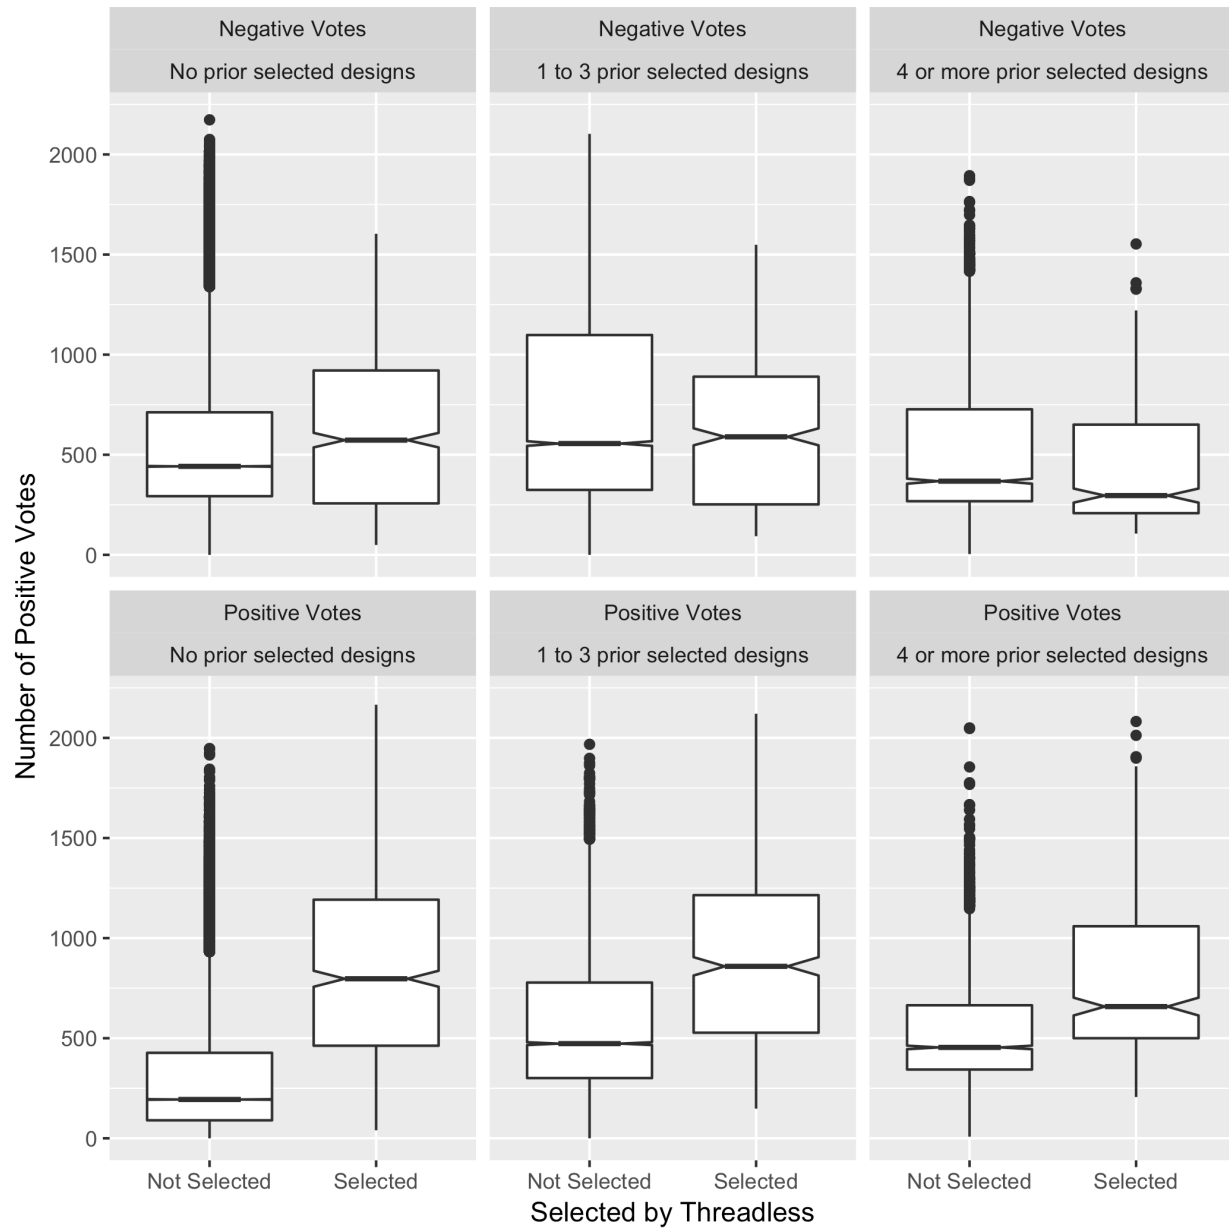 Negative Votes
No prior selected designs
Negative Votes
1 to 3 prior selected designs
Negative Votes
4 or more prior selected designs
2000
1500
1000
500
0
Number of Positive Votes
Positive Votes
No prior selected designs
Positive Votes
1 to 3 prior selected designs
Positive Votes
4 or more prior selected designs
2000
1500
1000
500
0
Not Selected
Selected
Not Selected
Selected
Not Selected
Selected
Selected by Threadless